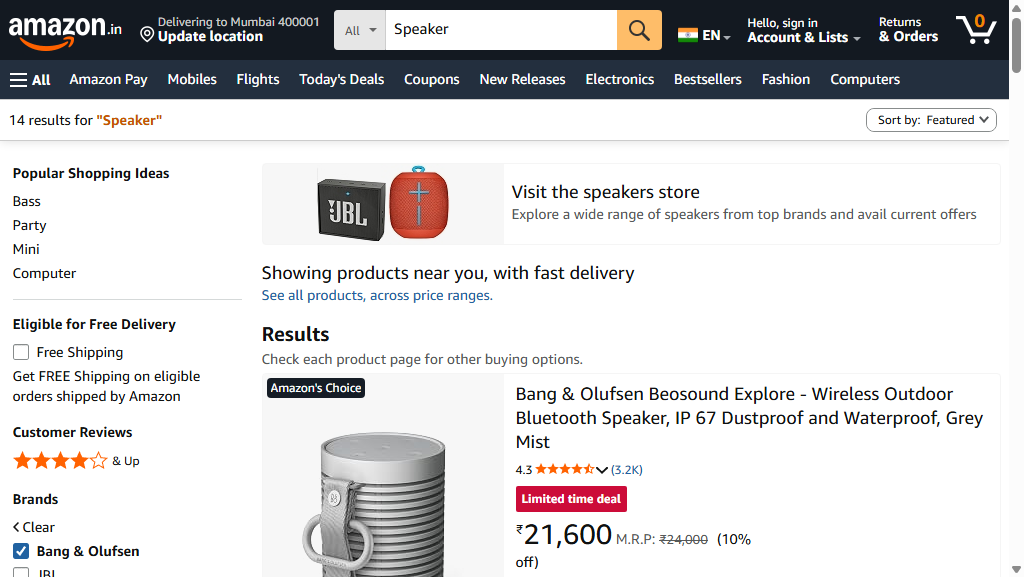 amazon.in
Delivering to Mumbai 400001
Update location
All
Speaker
EN
Hello, sign in
Account & Lists
Returns
& Orders
0
All
Amazon Pay
Mobiles
Flights
Today's Deals
Coupons
New Releases
Electronics
Bestsellers
Fashion
Computers
14 results for "Speaker"
Sort by: Featured
Popular Shopping Ideas
Bass
Party
Mini
Computer
Eligible for Free Delivery
Free Shipping
Get FREE Shipping on eligible
orders shipped by Amazon
Customer Reviews
& Up
Brands
Clear
Bang & Olufsen
JBL
JBL
Visit the speakers store
Explore a wide range of speakers from top brands and avail current offers
Showing products near you, with fast delivery
See all products, across price ranges.
Results
Check each product page for other buying options.
Amazon's Choice
Bang & Olufsen Beosound Explore - Wireless Outdoor
Bluetooth Speaker, IP 67 Dustproof and Waterproof, Grey
Mist
4.3 (3.2K)
Limited time deal
₹21,600 M.R.P: ₹24,000 (10%
off)